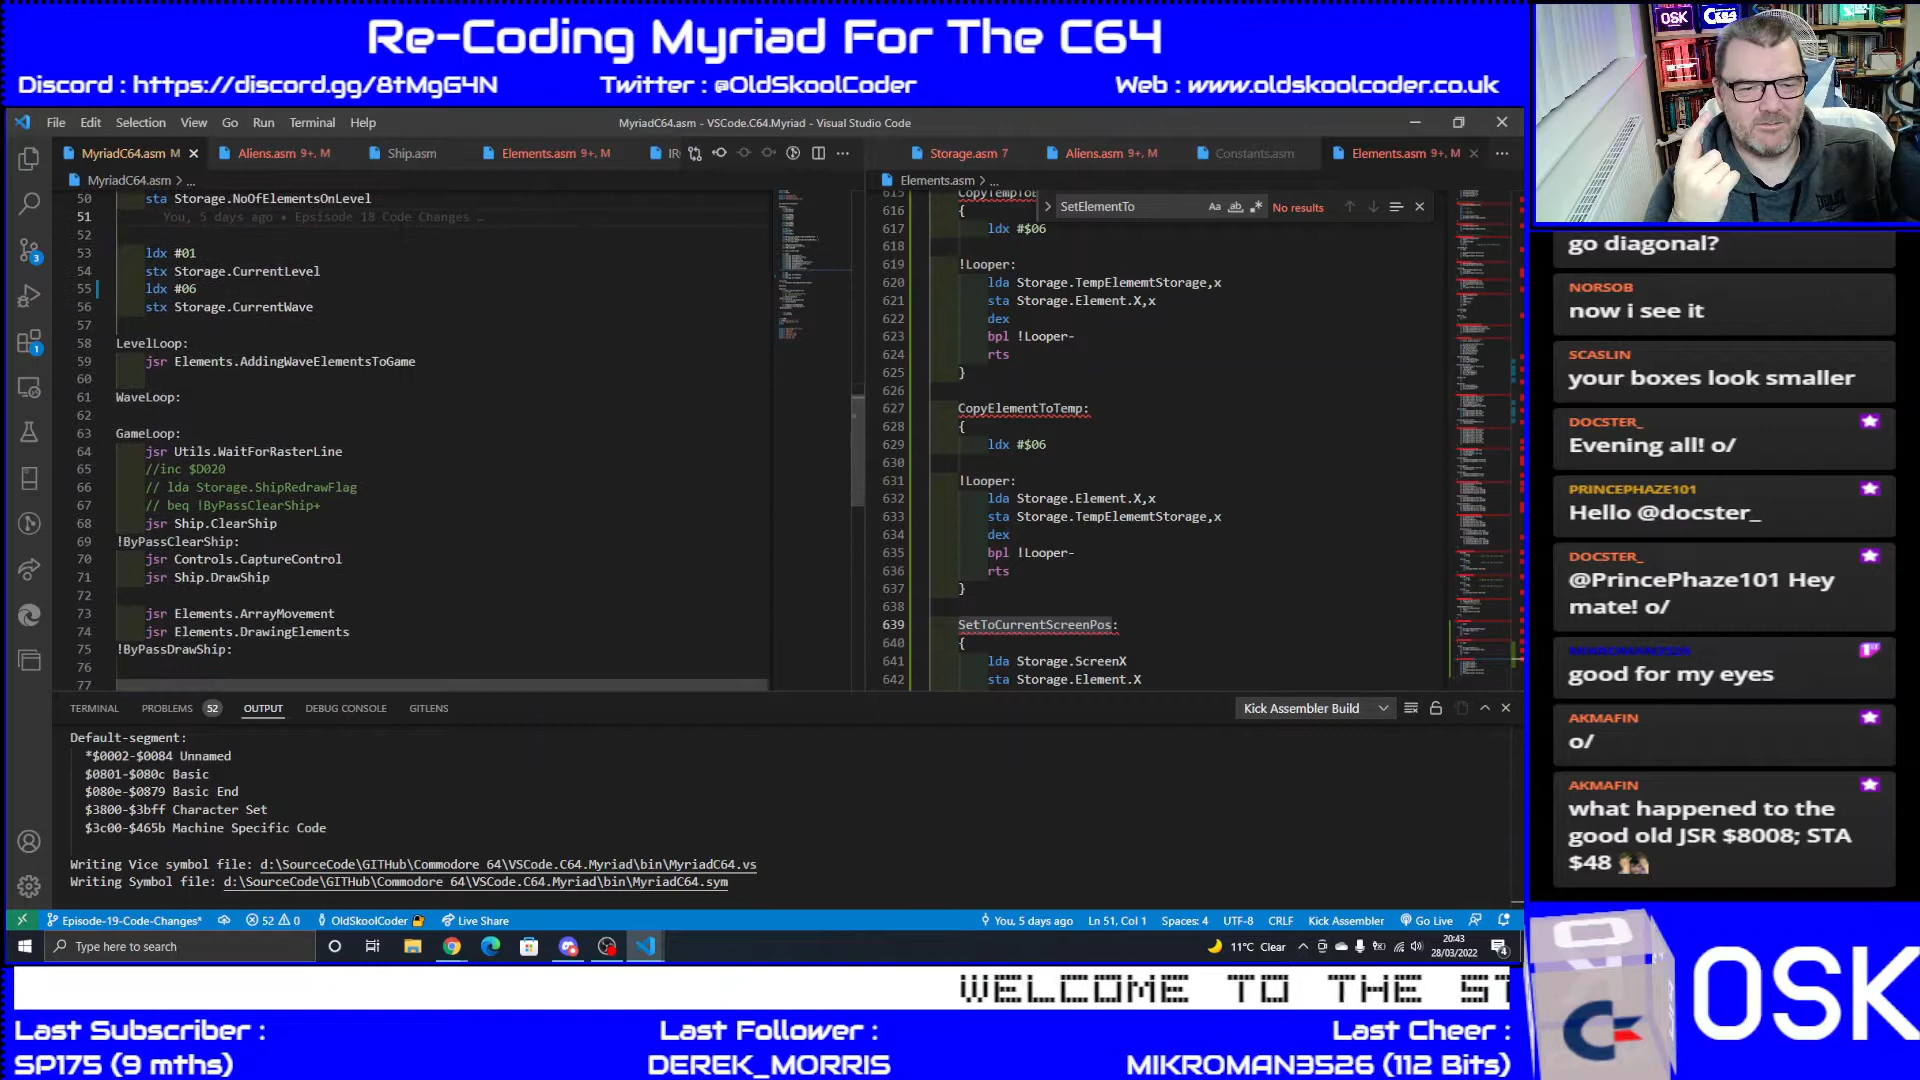 Re-Coding Myriad For The C64
Discord : https://discord.gg/8tMgG4N Twitter : @OldSkoolCoder Web : www.oldskoolcoder.co.uk
File Edit Selection View Go Run Terminal Help MyriadC64.asm - VSCode.C64.Myriad - Visual Studio Code
MyriadC64.asm M Aliens.asm 9+, M Ship.asm Elements.asm 9+, M Storage.asm 7 Aliens.asm 9+, M Constants.asm Elements.asm 9+, M
MyriadC64.asm > ...
50 sta Storage.NoOfElementsOnLevel
51 You, 5 days ago • Epsisode 18 Code Changes …
52
53 ldx #01
54 stx Storage.CurrentLevel
55 ldx #06
56 stx Storage.CurrentWave
57
58 LevelLoop:
59 jsr Elements.AddingWaveElementsToGame
60
61 WaveLoop:
62
63 GameLoop:
64 jsr Utils.WaitForRasterLine
65 //inc $D020
66 // lda Storage.ShipRedrawFlag
67 // beq !ByPassClearShip+
68 jsr Ship.ClearShip
69 !ByPassClearShip:
70 jsr Controls.CaptureControl
71 jsr Ship.DrawShip
72
73 jsr Elements.ArrayMovement
74 jsr Elements.DrawingElements
75 !ByPassDrawShip:
76
77
Elements.asm > ...
SetElementTo No results
615
616 {
617 ldx #$06
618
619 !Looper:
620 lda Storage.TempElememtStorage,x
621 sta Storage.Element.X,x
622 dex
623 bpl !Looper-
624 rts
625 }
626
627 CopyElementToTemp:
628 {
629 ldx #$06
630
631 !Looper:
632 lda Storage.Element.X,x
633 sta Storage.TempElememtStorage,x
634 dex
635 bpl !Looper-
636 rts
637 }
638
639 SetToCurrentScreenPos:
640 {
641 lda Storage.ScreenX
642 sta Storage.Element.X
TERMINAL PROBLEMS 52 OUTPUT DEBUG CONSOLE GITLENS Kick Assembler Build
Default-segment:
*$0002-$0084 Unnamed
$0801-$080c Basic
$080e-$0879 Basic End
$3800-$3bff Character Set
$3c00-$465b Machine Specific Code
Writing Vice symbol file: d:\SourceCode\GITHub\Commodore 64\VSCode.C64.Myriad\bin\MyriadC64.vs
Writing Symbol file: d:\SourceCode\GITHub\Commodore 64\VSCode.C64.Myriad\bin\MyriadC64.sym
Episode-19-Code-Changes* 52 0 OldSkoolCoder Live Share You, 5 days ago Ln 51, Col 1 Spaces: 4 UTF-8 CRLF Kick Assembler Go Live
Type here to search 11°C Clear 20:43
28/03/2022
OSK
go diagonal?
NORSOB
now i see it
SCASLIN
your boxes look smaller
DOCSTER_
Evening all! o/
PRINCEPHAZE101
Hello @docster_
DOCSTER_
@PrincePhaze101 Hey
mate! o/
good for my eyes
AKMAFIN
o/
AKMAFIN
what happened to the
good old JSR $8008; STA
$48
WELCOME TO THE ST
Last Subscriber :
SP175 (9 mths)
Last Follower :
DEREK_MORRIS
Last Cheer :
MIKROMAN3526 (112 Bits)
OSK